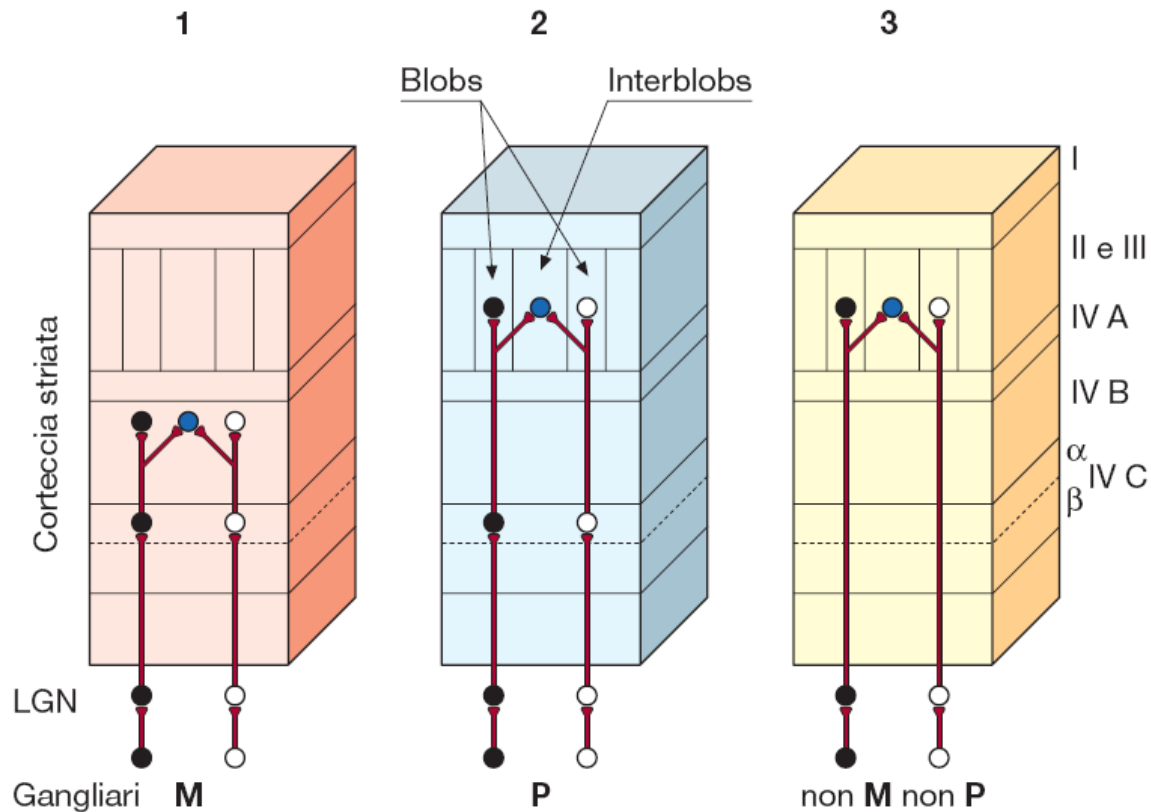 1 2 3
Blobs Interblobs
I
II e III
IV A
IV B
α
IV C
β
Corteccia striata
LGN
Gangliari M P non M non P